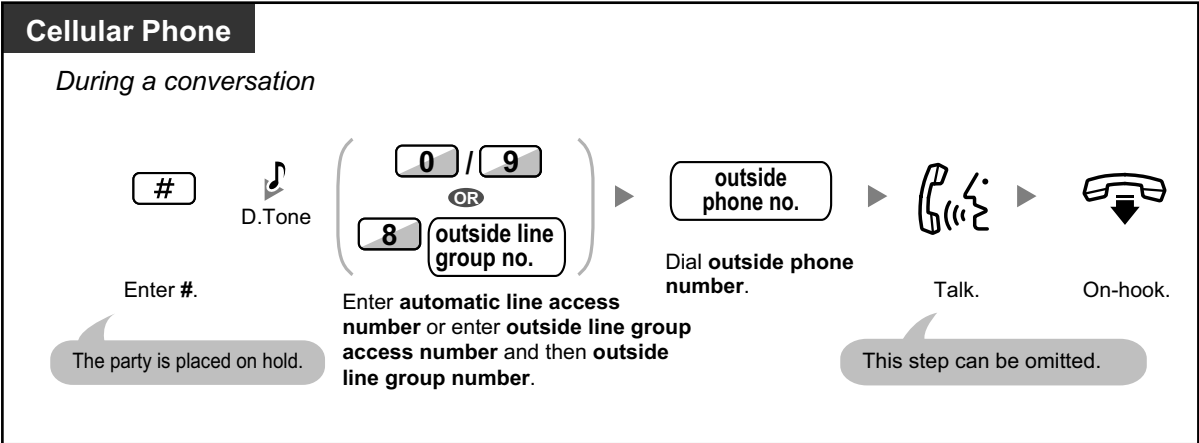 Cellular Phone
During a conversation
#
D.Tone
0 / 9
OR
8 outside line
group no.
outside
phone no.
Enter #.
The party is placed on hold.
Enter automatic line access
number or enter outside line group
access number and then outside
line group number.
Dial outside phone
number.
Talk.
This step can be omitted.
On-hook.